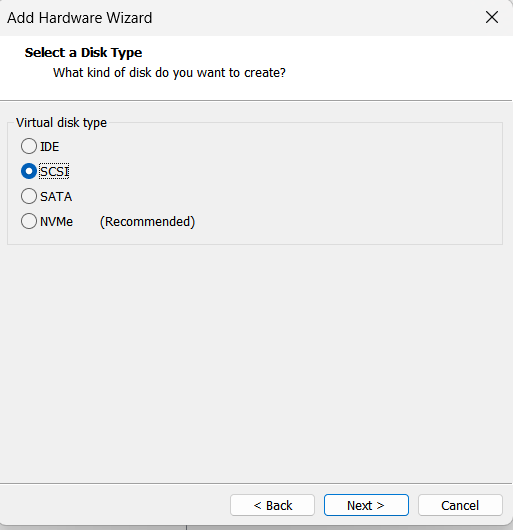 Add Hardware Wizard
Select a Disk Type
What kind of disk do you want to create?
Virtual disk type
IDE
SCSI
SATA
NVMe (Recommended)
< Back Next > Cancel